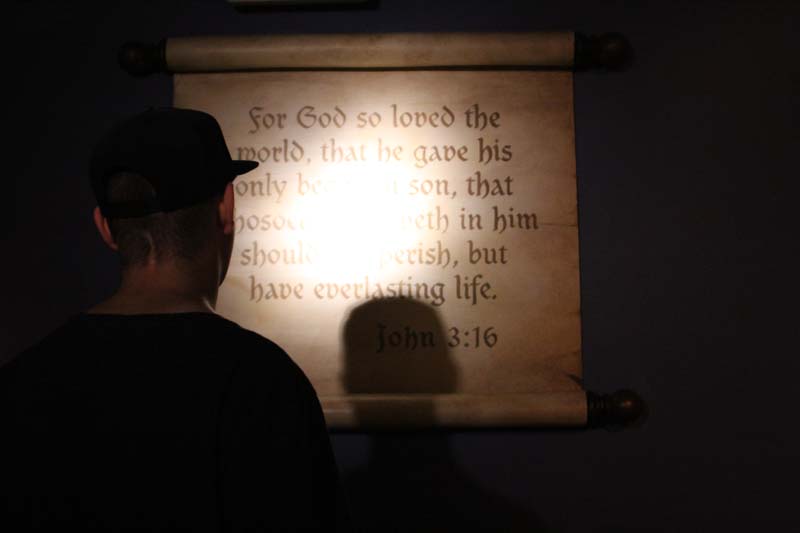 For God so loved the
world, that he gave his
only son, that
in him
should perish, but
have everlasting life.
John 3:16